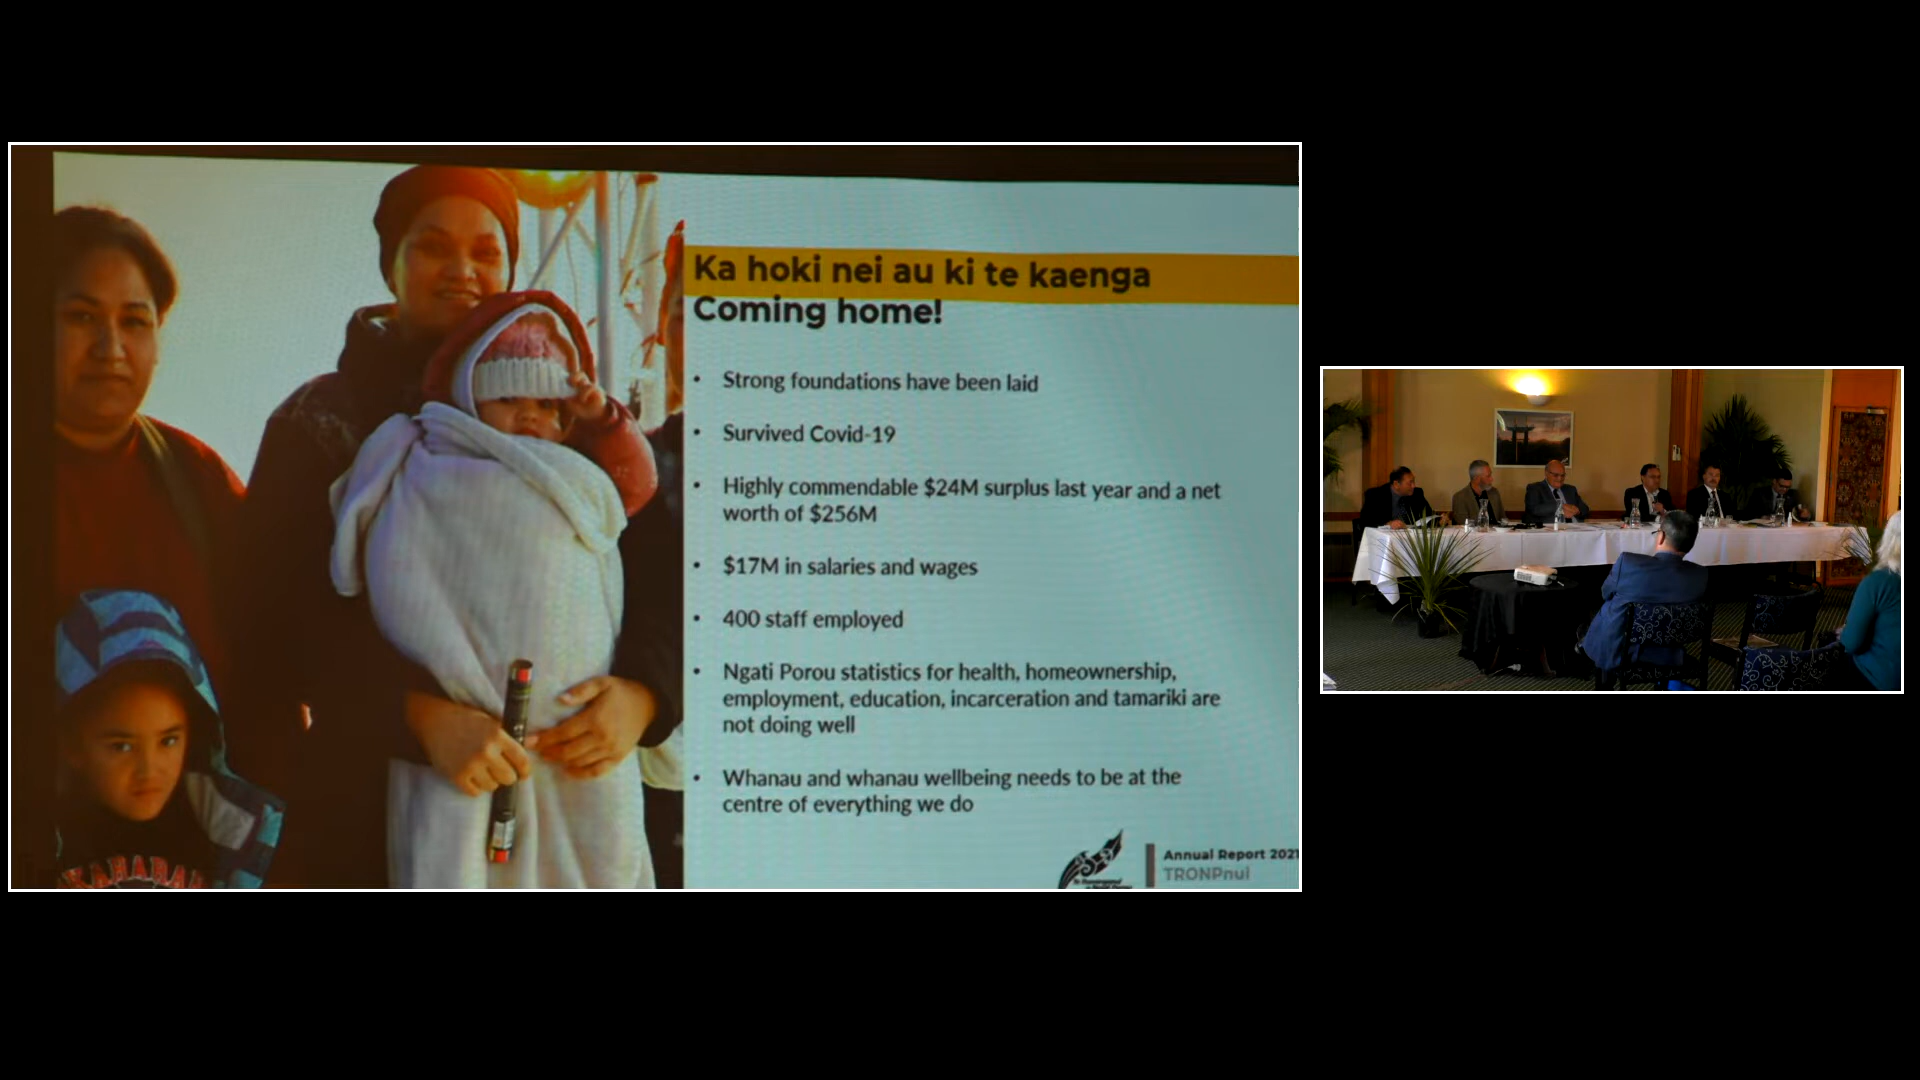 Ka hoki nei au ki te kaenga
Coming home!
• Strong foundations have been laid
• Survived Covid-19
• Highly commendable $24M surplus last year and a net
worth of $256M
• $17M in salaries and wages
• 400 staff employed
• Ngati Porou statistics for health, homeownership,
employment, education, incarceration and tamariki are
not doing well
• Whanau and whanau wellbeing needs to be at the
centre of everything we do
Annual Report 2021
TRONPnui